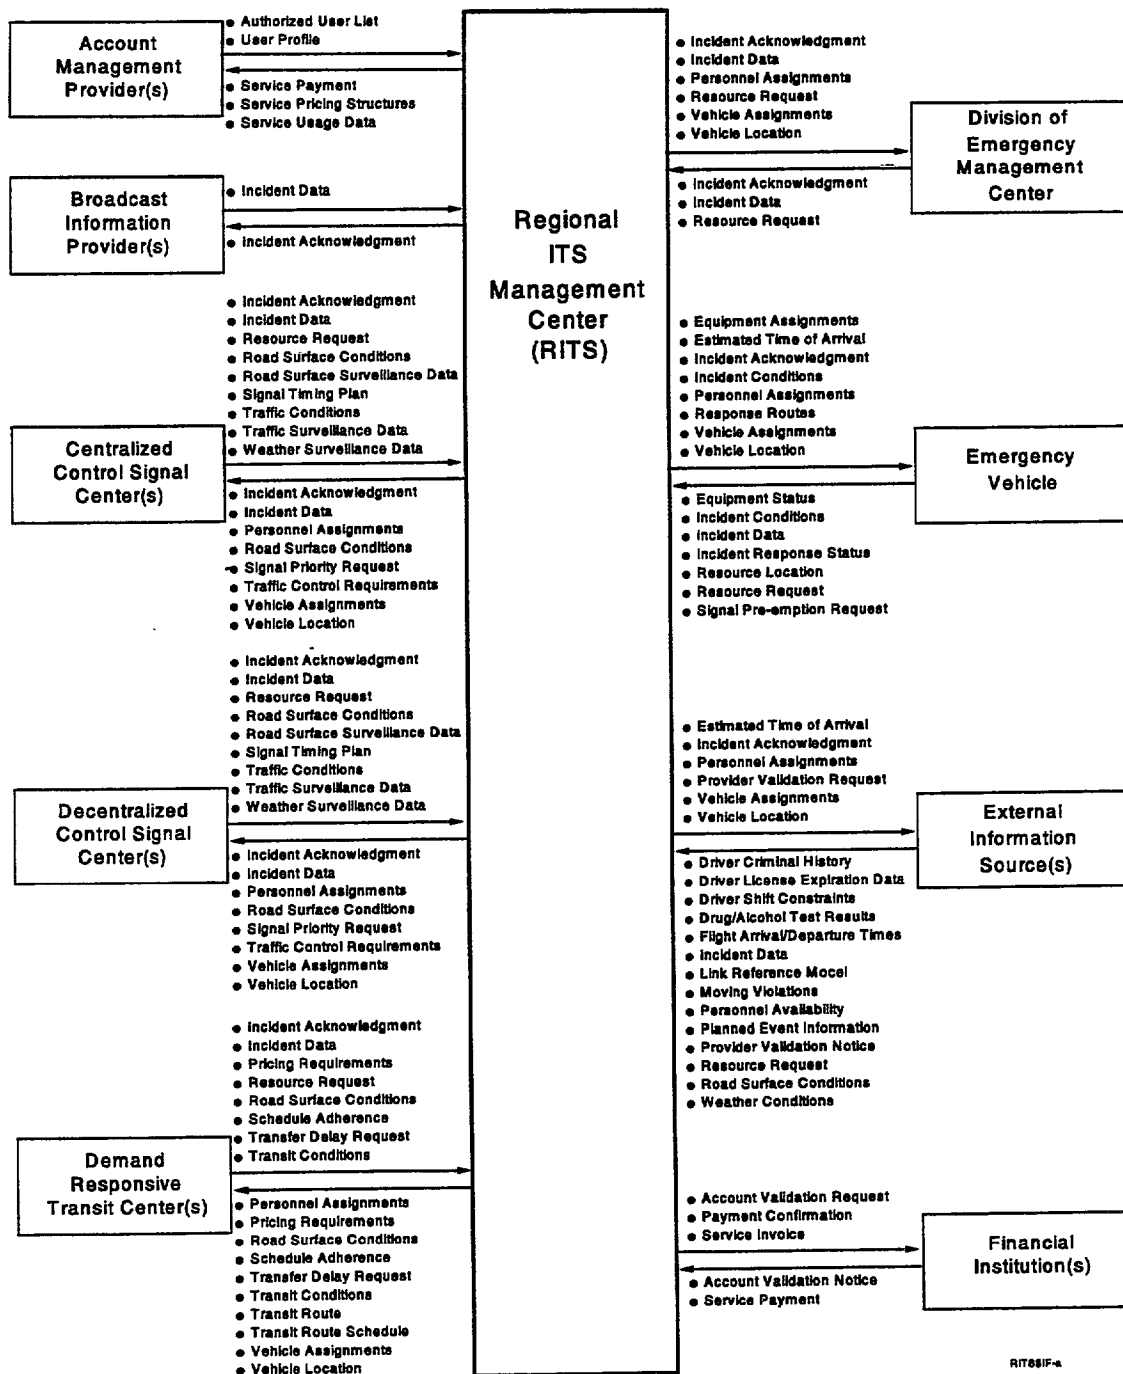 Account
Management
Provider(s)
● Authorized User List
● User Profile
● Service Payment
● Service Pricing Structures
● Service Usage Data
Broadcast
Information
Provider(s)
● Incident Data
● Incident Acknowledgment
Centralized
Control Signal
Center(s)
● Incident Acknowledgment
● Incident Data
● Resource Request
● Road Surface Conditions
● Road Surface Surveillance Data
● Signal Timing Plan
● Traffic Conditions
● Traffic Surveillance Data
● Weather Surveillance Data
● Incident Acknowledgment
● Incident Data
● Personnel Assignments
● Road Surface Conditions
● Signal Priority Request
● Traffic Control Requirements
● Vehicle Assignments
● Vehicle Location
Decentralized
Control Signal
Center(s)
● Incident Acknowledgment
● Incident Data
● Resource Request
● Road Surface Conditions
● Road Surface Surveillance Data
● Signal Timing Plan
● Traffic Conditions
● Traffic Surveillance Data
● Weather Surveillance Data
● Incident Acknowledgment
● Incident Data
● Personnel Assignments
● Road Surface Conditions
● Signal Priority Request
● Traffic Control Requirements
● Vehicle Assignments
● Vehicle Location
Demand
Responsive
Transit Center(s)
● Incident Acknowledgment
● Incident Data
● Pricing Requirements
● Resource Request
● Road Surface Conditions
● Schedule Adherence
● Transfer Delay Request
● Transit Conditions
● Personnel Assignments
● Pricing Requirements
● Road Surface Conditions
● Schedule Adherence
● Transfer Delay Request
● Transit Conditions
● Transit Route
● Transit Route Schedule
● Vehicle Assignments
● Vehicle Location
Regional
ITS
Management
Center
(RITS)
● Incident Acknowledgment
● Incident Data
● Personnel Assignments
● Resource Request
● Vehicle Assignments
● Vehicle Location
● Incident Acknowledgment
● Incident Data
● Resource Request
Division of
Emergency
Management
Center
● Equipment Assignments
● Estimated Time of Arrival
● Incident Acknowledgment
● Incident Conditions
● Personnel Assignments
● Response Routes
● Vehicle Assignments
● Vehicle Location
● Equipment Status
● Incident Conditions
● Incident Data
● Incident Response Status
● Resource Location
● Resource Request
● Signal Pre-emption Request
Emergency
Vehicle
● Estimated Time of Arrival
● Incident Acknowledgment
● Personnel Assignments
● Provider Validation Request
● Vehicle Assignments
● Vehicle Location
● Driver Criminal History
● Driver License Expiration Data
● Driver Shift Constraints
● Drug/Alcohol Test Results
● Flight Arrival/Departure Times
● Incident Data
● Link Reference Mocel
● Moving Violations
● Personnel Availability
● Planned Event Information
● Provider Validation Notice
● Resource Request
● Road Surface Conditions
● Weather Conditions
External
Information
Source(s)
● Account Validation Request
● Payment Confirmation
● Service Invoice
● Account Validation Notice
● Service Payment
Financial
Institution(s)
RITSSIF-a